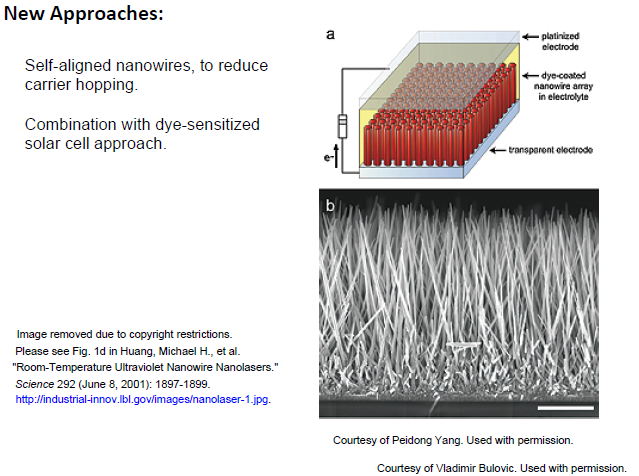 New Approaches:
Self-aligned nanowires, to reduce
carrier hopping.
Combination with dye-sensitized
solar cell approach.
Image removed due to copyright restrictions.
Please see Fig. 1d in Huang, Michael H., et al.
"Room-Temperature Ultraviolet Nanowire Nanolasers."
Science 292 (June 8, 2001): 1897-1899.
http://industrial-innov.lbl.gov/images/nanolaser-1.jpg.
a
platinized
electrode
dye-coated
nanowire array
in electrolyte
transparent electrode
e-
b
Courtesy of Peidong Yang. Used with permission.
Courtesy of Vladimir Bulovic. Used with permission.